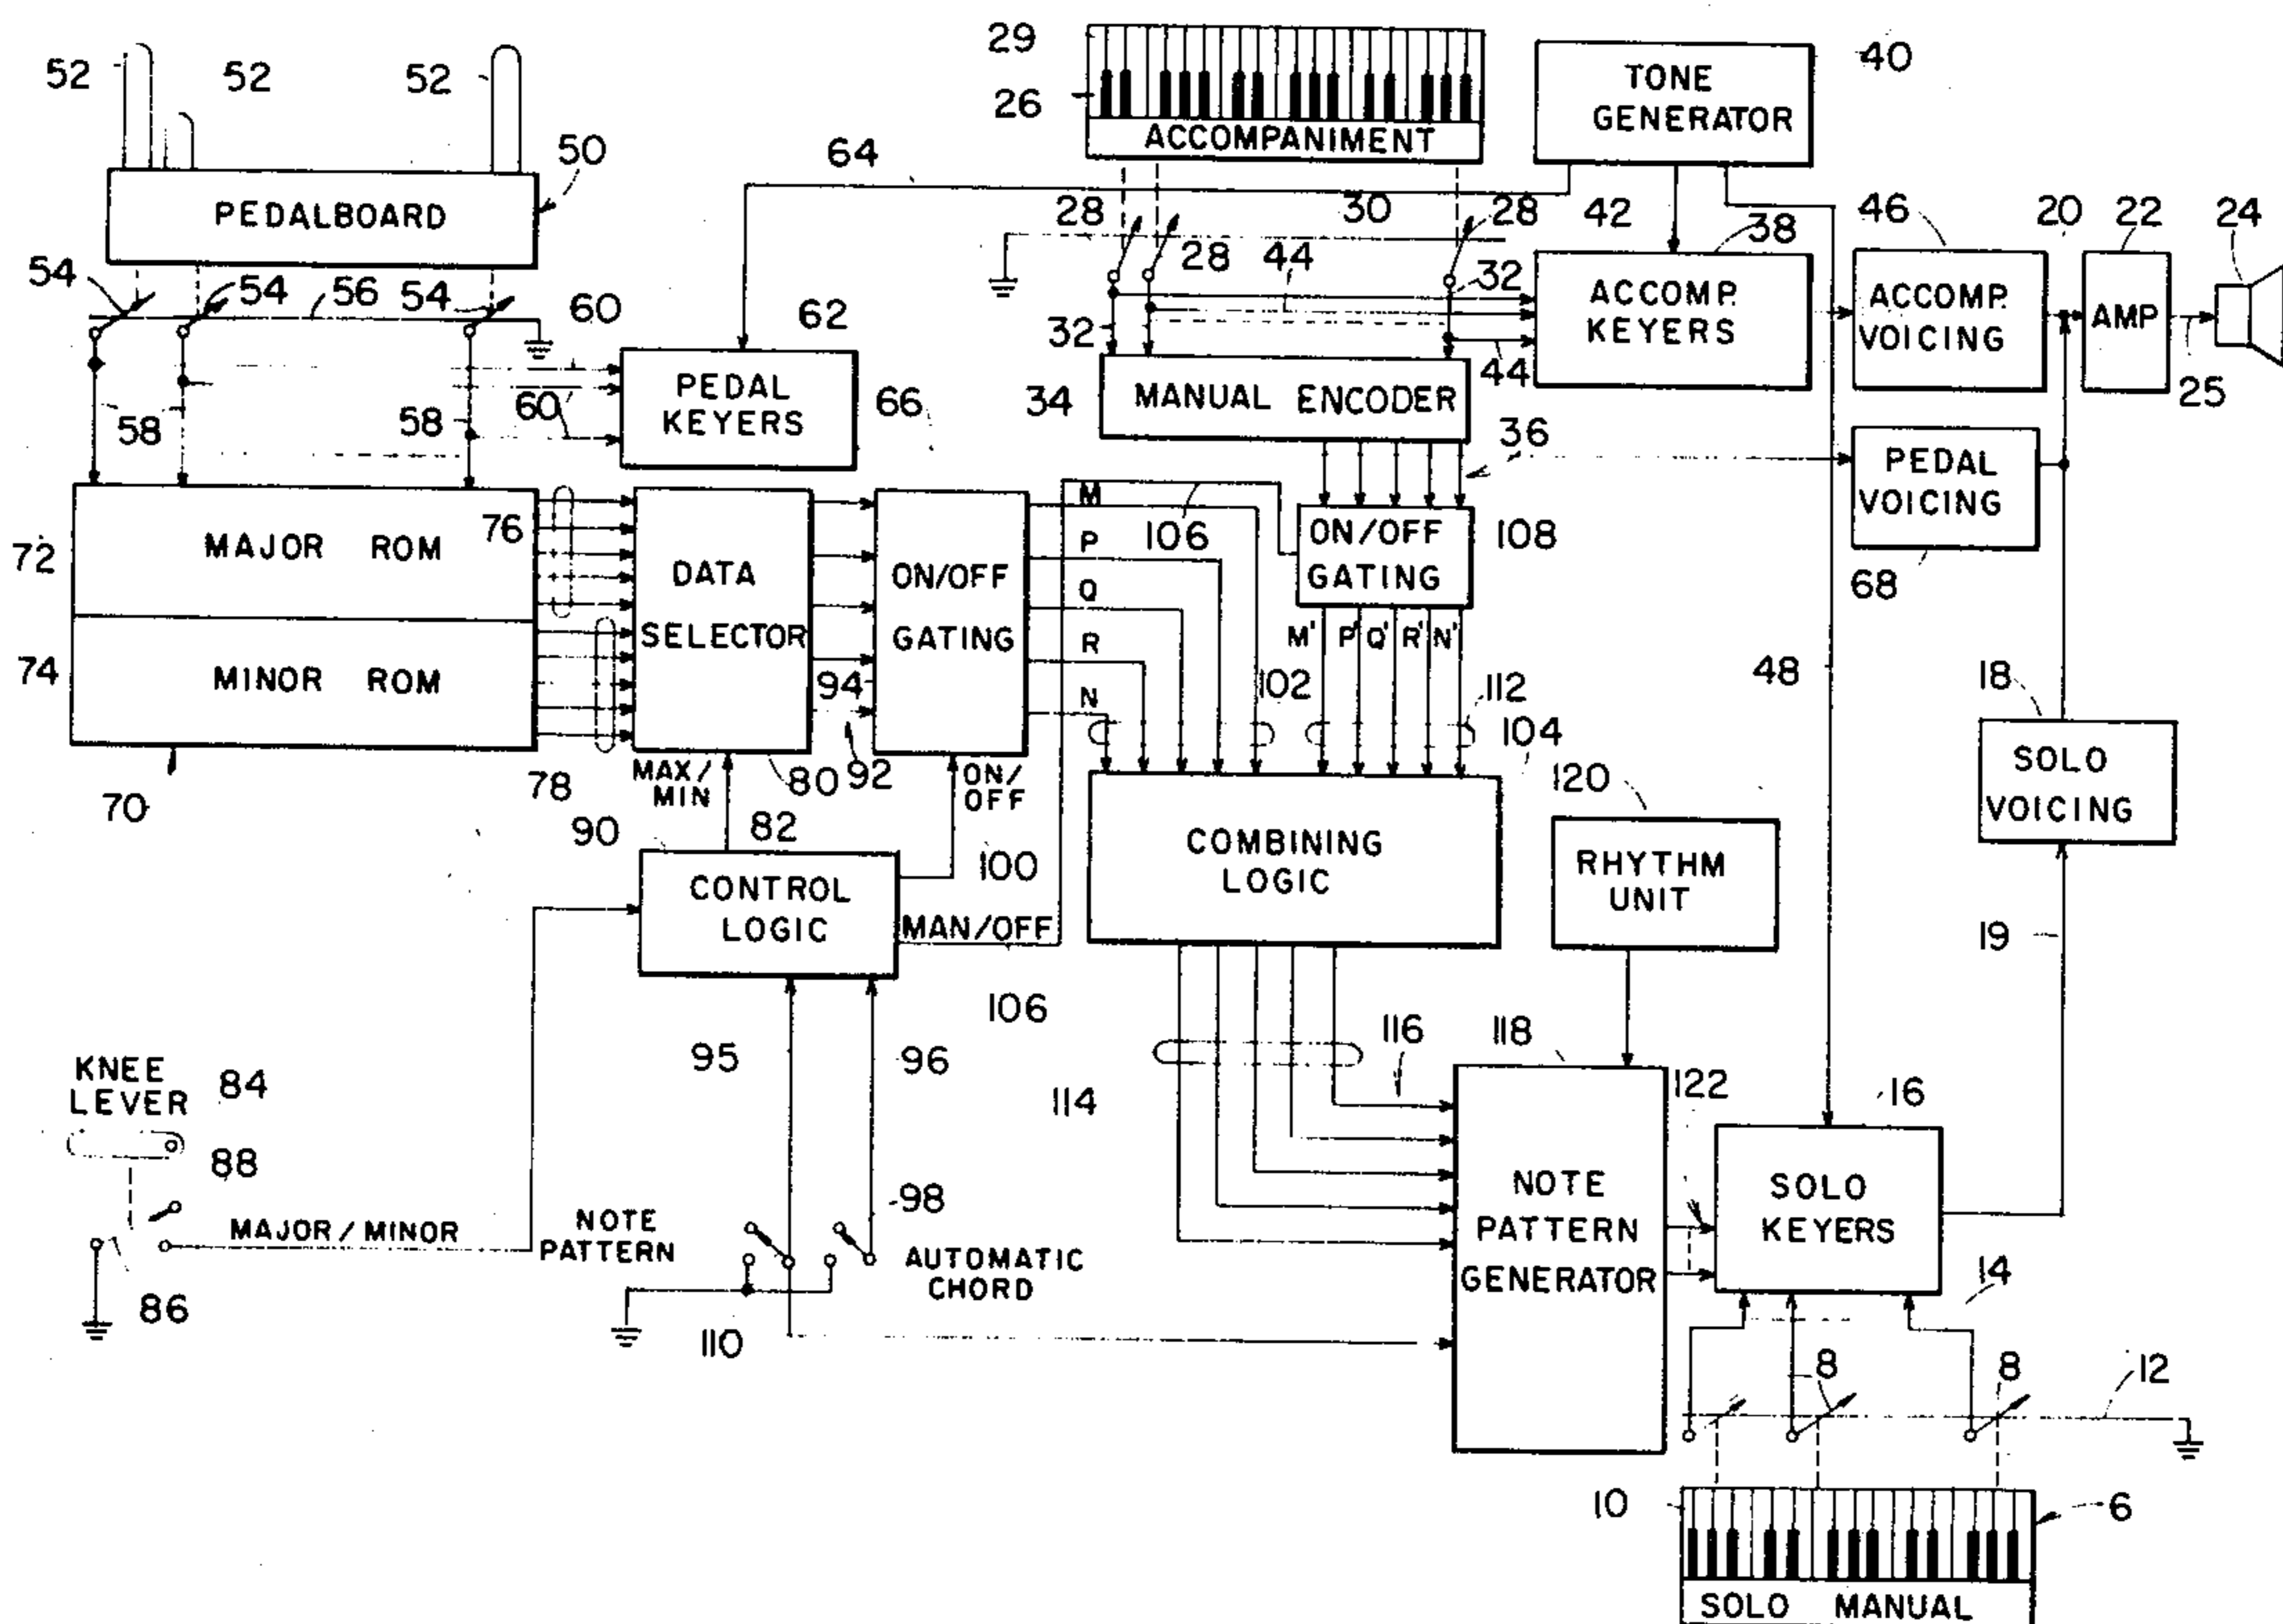 52
52
52
PEDALBOARD
50
54
54
56
54
60
58
58
60
62
PEDAL
KEYERS
64
66
29
26
ACCOMPANIMENT
28
28
30
28
44
32
32
44
34
MANUAL ENCODER
36
TONE
GENERATOR
40
42
38
ACCOMP.
KEYERS
46
ACCOMP.
VOICING
20
22
AMP
24
25
PEDAL
VOICING
68
72
MAJOR ROM
76
74
MINOR ROM
70
78
DATA
SELECTOR
MAX/
MIN
80
82
92
94
ON/OFF
GATING
ON/
OFF
M
P
Q
R
N
106
ON/OFF
GATING
108
M' P' Q' R' N'
102
112
104
48
18
SOLO
VOICING
19
90
CONTROL
LOGIC
100
MAN/OFF
106
COMBINING
LOGIC
120
RHYTHM
UNIT
95
96
114
116
118
NOTE
PATTERN
GENERATOR
122
16
SOLO
KEYERS
14
KNEE
LEVER
84
88
MAJOR/MINOR
86
NOTE
PATTERN
98
AUTOMATIC
CHORD
110
8
8
12
10
6
SOLO MANUAL